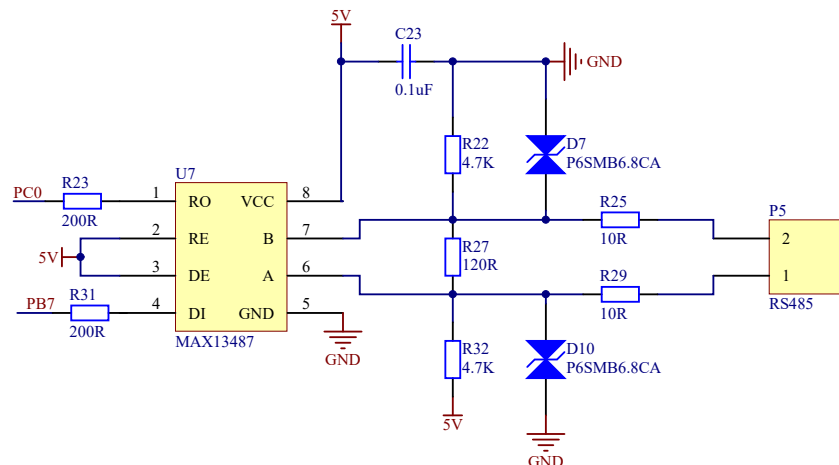 5V
C23
GND
0.1uF
R22
4.7K
D7
P6SMB6.8CA
U7
PC0
R23
200R
1
RO
VCC
8
R25
10R
P5
2
RE
B
7
2
5V
R27
120R
3
DE
A
6
1
R29
10R
RS485
PB7
R31
200R
4
DI
GND
5
MAX13487
GND
R32
4.7K
D10
P6SMB6.8CA
5V
GND